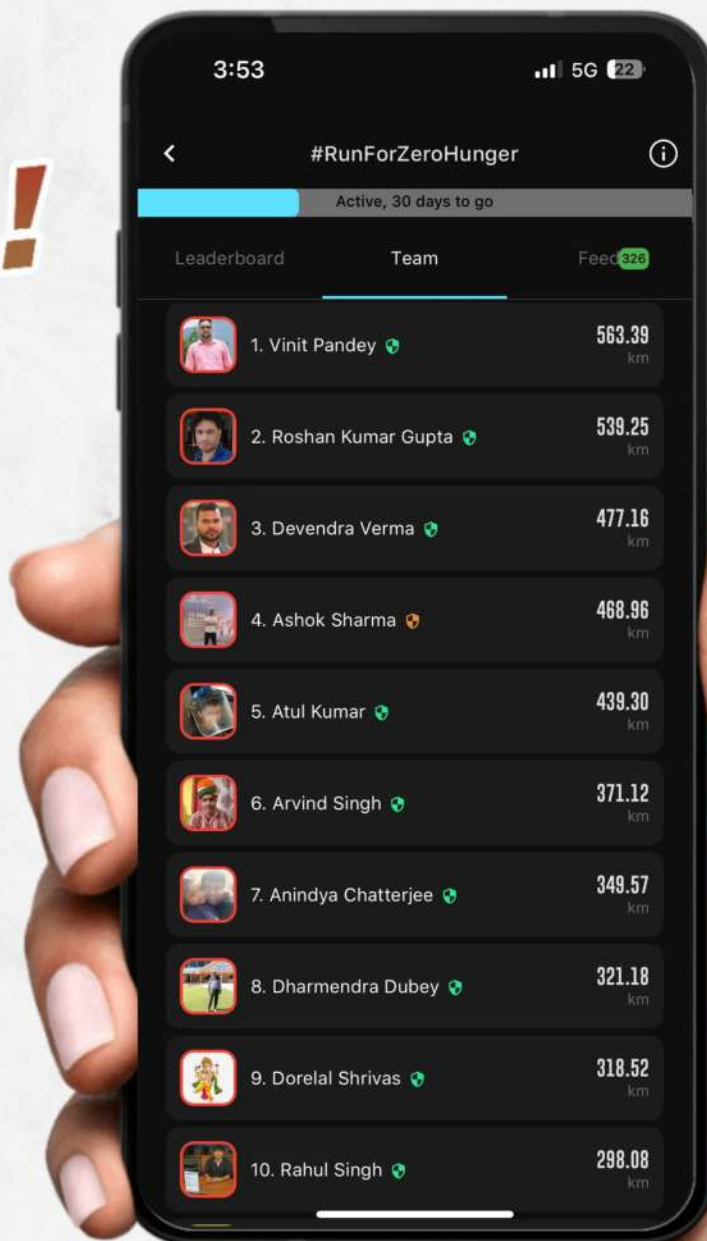 !
3:53
5G 22
#RunForZeroHunger
Active, 30 days to go
Leaderboard Team Feed 326
1. Vinit Pandey 563.39
km
2. Roshan Kumar Gupta 539.25
km
3. Devendra Verma 477.16
km
4. Ashok Sharma 468.96
km
5. Atul Kumar 439.30
km
6. Arvind Singh 371.12
km
7. Anindya Chatterjee 349.57
km
8. Dharmendra Dubey 321.18
km
9. Dorelal Shrivas 318.52
km
10. Rahul Singh 298.08
km